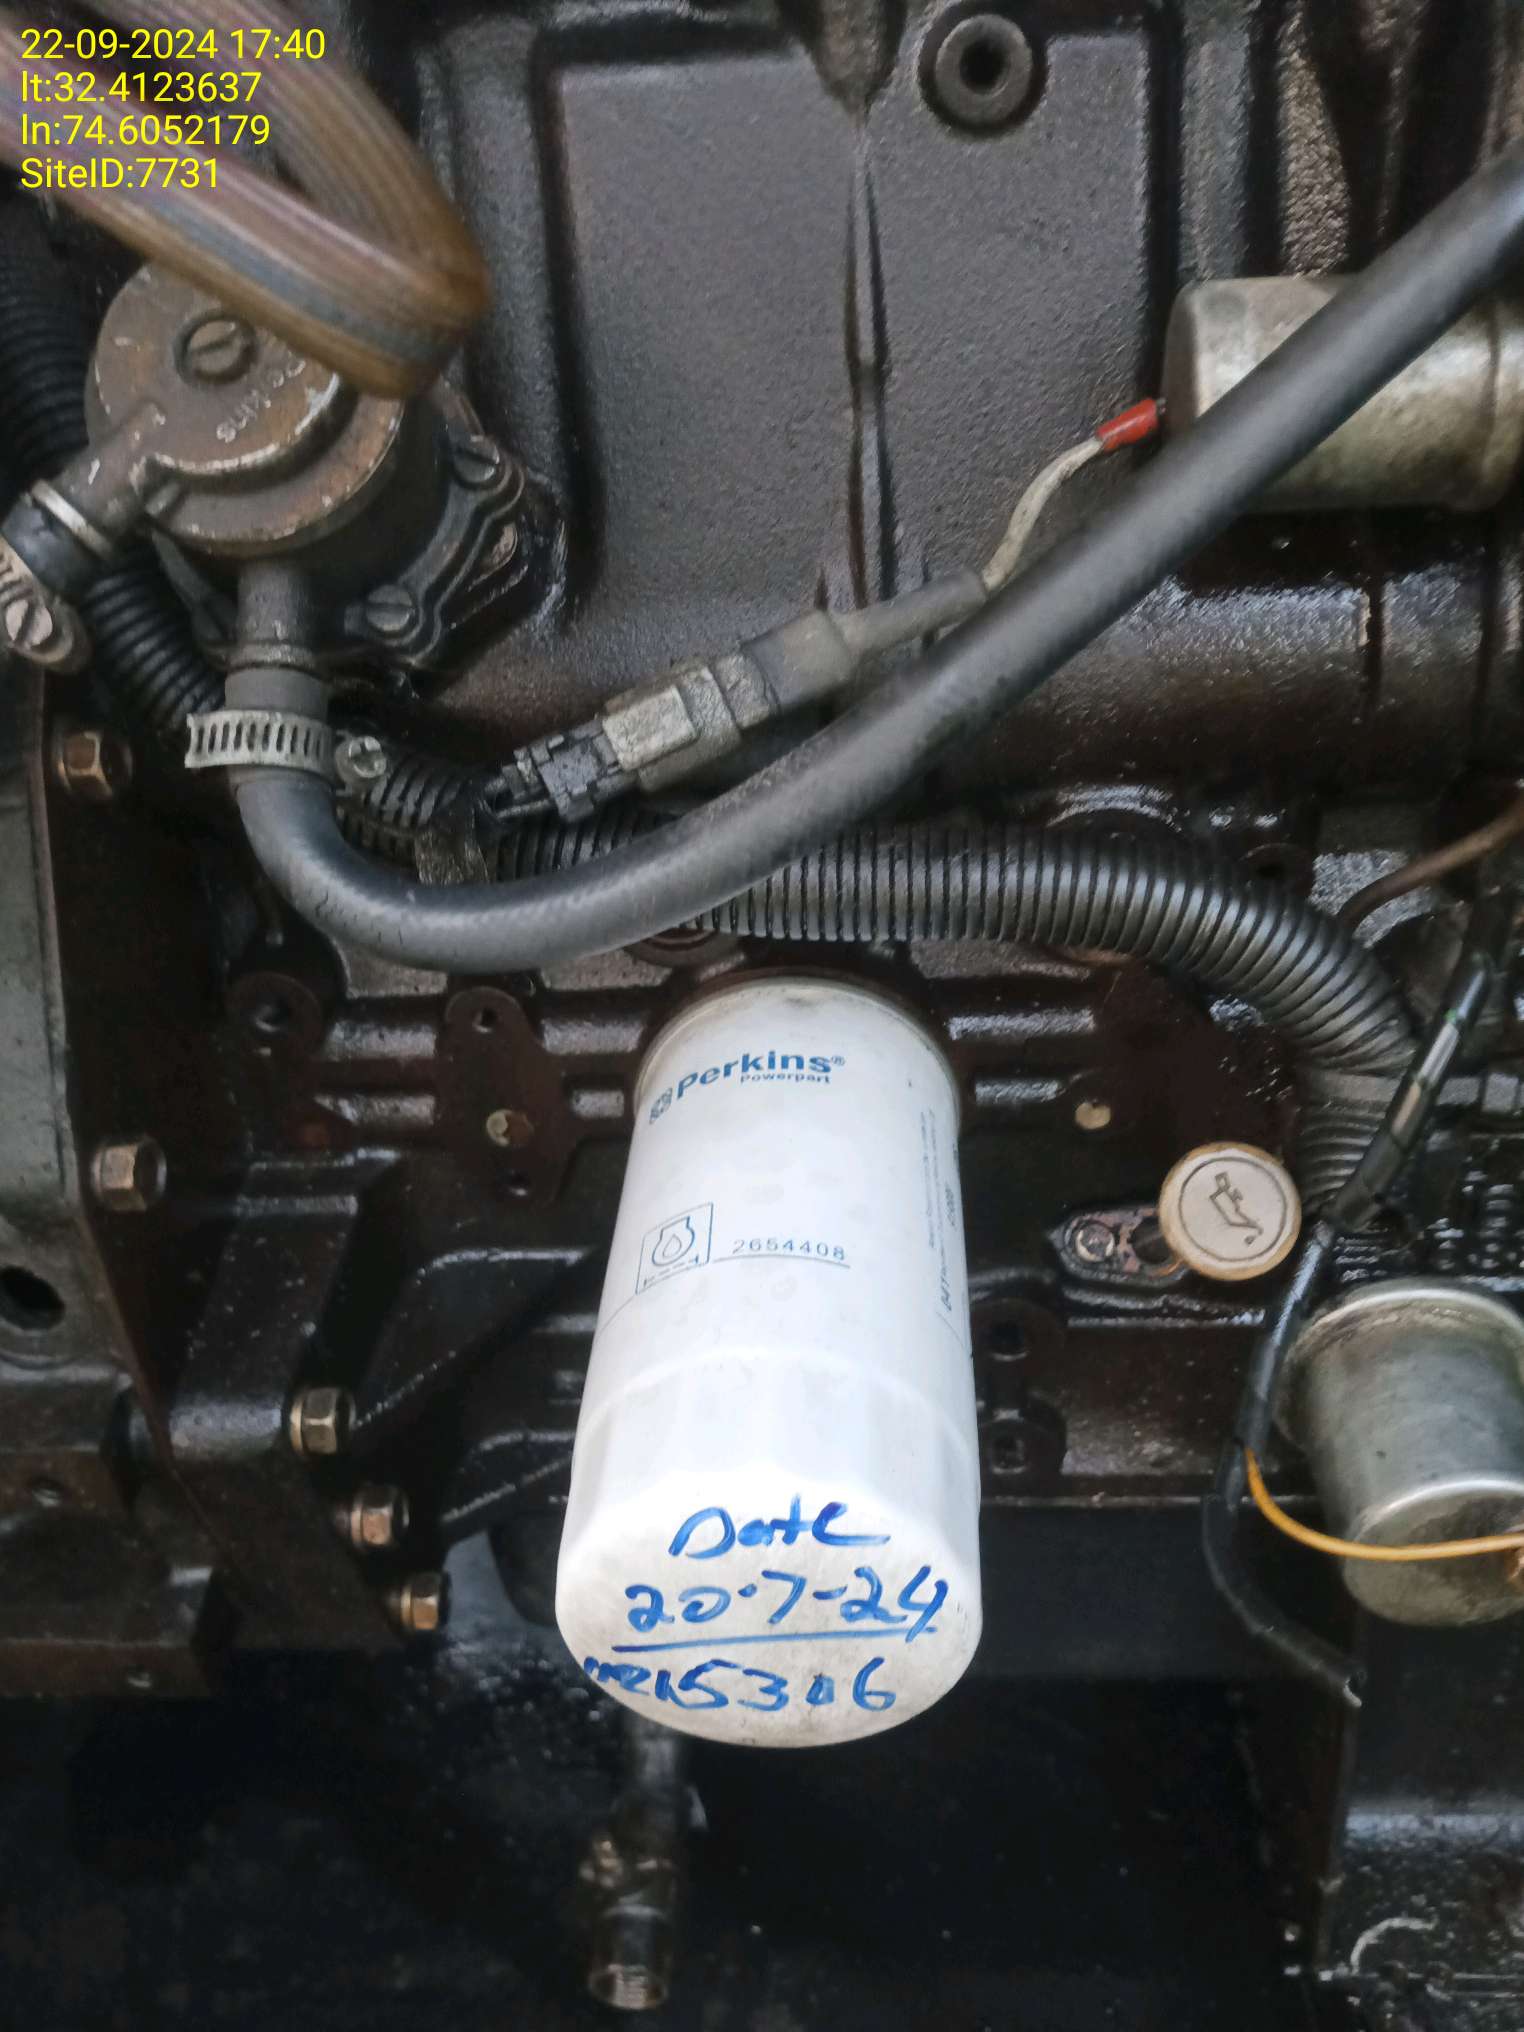 22-09-2024 17:40
lt:32.4123637
ln:74.6052179
SiteID:7731
Perkins®
Powerpart
2654408
Date
20-7-24
15306